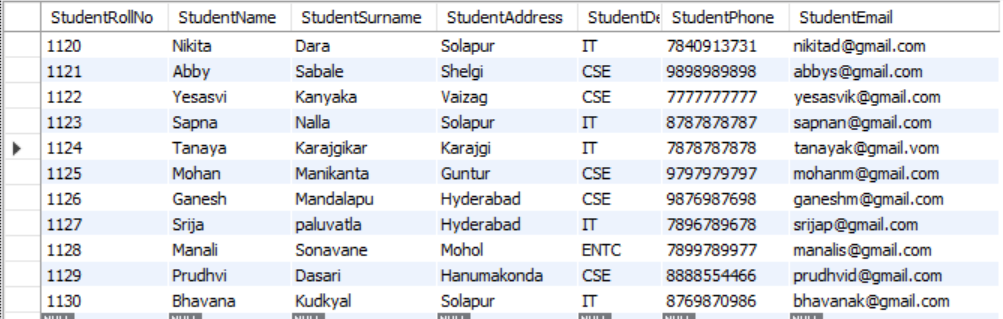 StudentRollNo StudentName StudentSurname StudentAddress StudentDe StudentPhone StudentEmail
1120 Nikita Dara Solapur IT 7840913731 nikitad@gmail.com
1121 Abby Sabale Shelgi CSE 9898989898 abbys@gmail.com
1122 Yesasvi Kanyaka Vaizag CSE 7777777777 yesasvik@gmail.com
1123 Sapna Nalla Solapur IT 8787878787 sapnan@gmail.com
1124 Tanaya Karajgikar Karajgi IT 7878787878 tanayak@gmail.vom
1125 Mohan Manikanta Guntur CSE 9797979797 mohanm@gmail.com
1126 Ganesh Mandalapu Hyderabad CSE 9876987698 ganeshm@gmail.com
1127 Srija paluvatla Hyderabad IT 7896789678 srijap@gmail.com
1128 Manali Sonavane Mohol ENTC 7899789977 manalis@gmail.com
1129 Prudhvi Dasari Hanumakonda CSE 8888554466 prudhvid@gmail.com
1130 Bhavana Kudkyal Solapur IT 8769870986 bhavanak@gmail.com
NULL NULL NULL NULL NULL NULL NULL